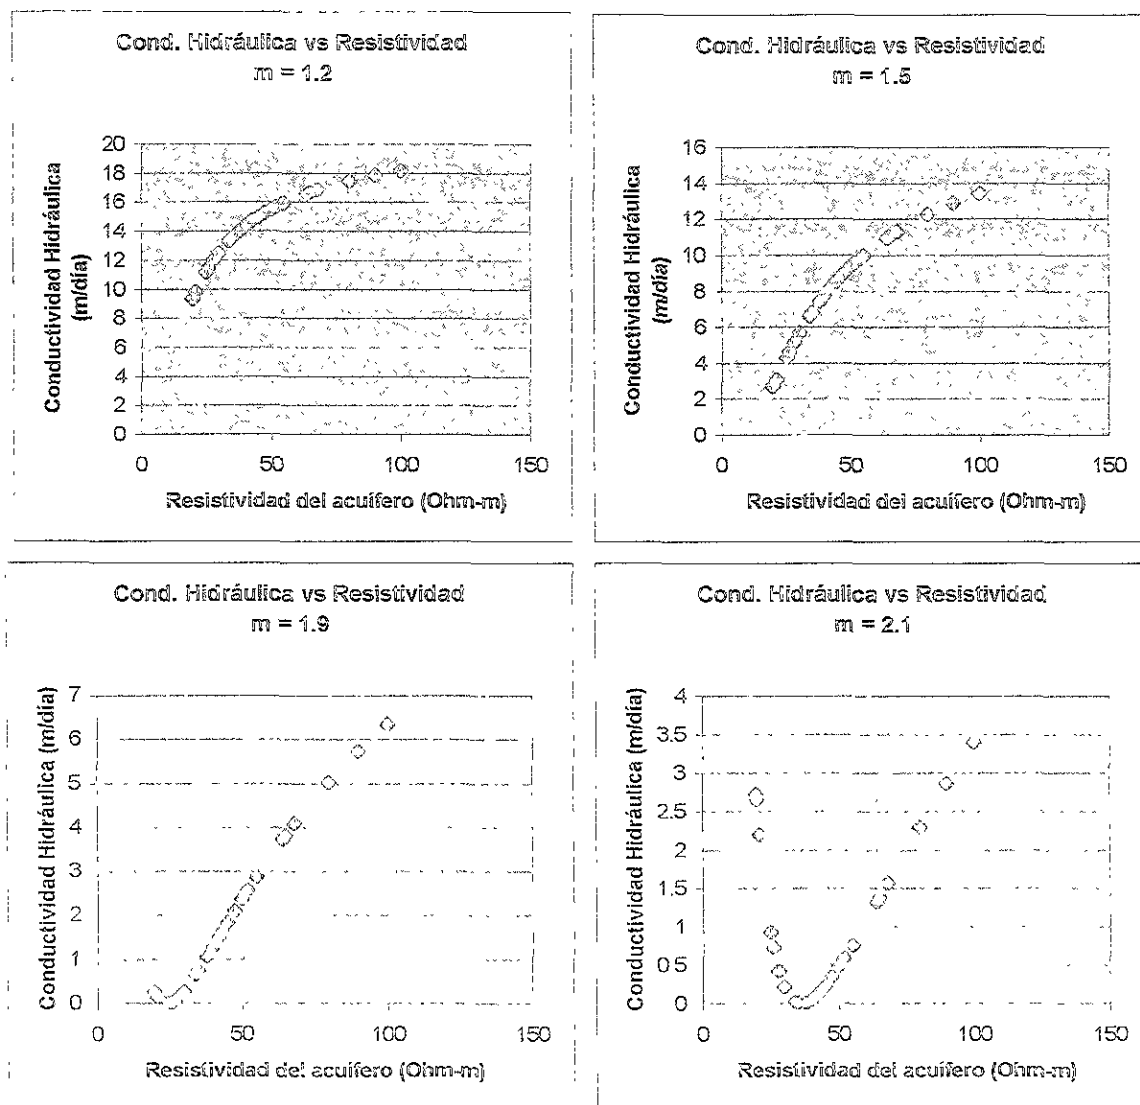 Cond. Hidráulica vs Resistividad
m = 1.2
Conductividad Hidráulica
(m/día)
20
18
16
14
12
10
8
6
4
2
0
0 50 100 150
Resistividad del acuífero (Ohm-m)
Cond. Hidráulica vs Resistividad
m = 1.5
Conductividad Hidráulica
(m/día)
16
14
12
10
8
6
4
2
0
0 50 100 150
Resistividad del acuífero (Ohm-m)
Cond. Hidráulica vs Resistividad
m = 1.9
Conductividad Hidráulica (m/día)
7
6
5
4
3
2
1
0
0 50 100 150
Resistividad del acuífero (Ohm-m)
Cond. Hidráulica vs Resistividad
m = 2.1
Conductividad Hidráulica (m/día)
4
3.5
3
2.5
2
1.5
1
0.5
0
0 50 100 150
Resistividad del acuífero (Ohm-m)